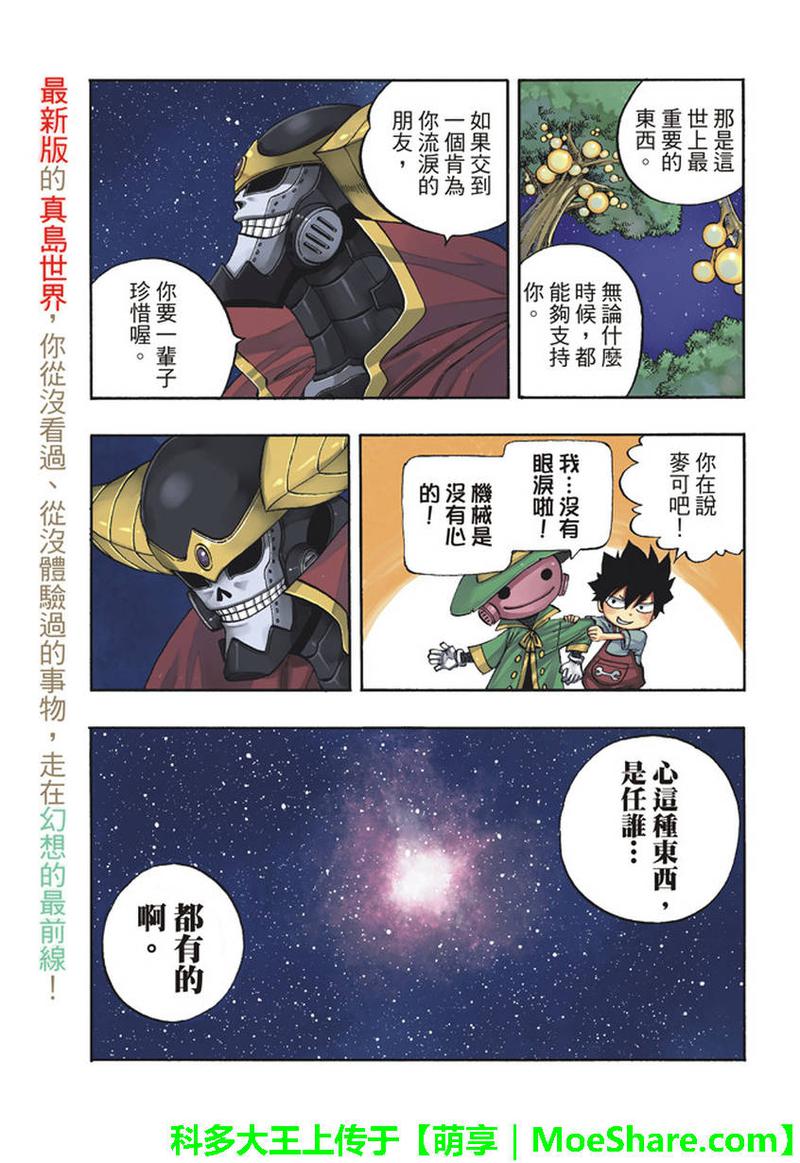 那是這
世上最
重要的
東西。
無論什麼
時候，都
能夠支持
你。
如果交到
一個肯為
你流淚的
朋友，
你要一輩子
珍惜喔。
你在說
麥可吧！
我…沒有
眼淚啦！
機械是
沒有心
的！
心這種東西，
是任誰…
都有的
啊。
最新版的真島世界，你從沒看過、從沒體驗過的事物，走在幻想的最前線！
科多大王上传于【萌享｜MoeShare.com】